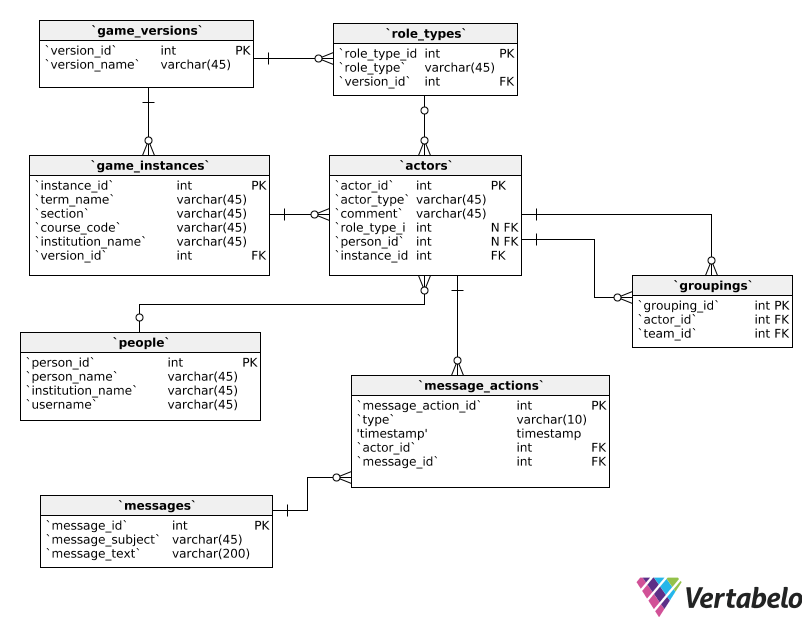 `game_versions`
`version_id` int PK
`version_name` varchar(45)
`role_types`
`role_type_id int PK
`role_type` varchar(45)
`version_id` int FK
`game_instances`
`instance_id` int PK
`term_name` varchar(45)
`section` varchar(45)
`course_code` varchar(45)
`institution_name` varchar(45)
`version_id` int FK
`actors`
`actor_id` int PK
`actor_type` varchar(45)
`comment` varchar(45)
`role_type_i int N FK
`person_id` int N FK
`instance_id int FK
`groupings`
`grouping_id` int PK
`actor_id` int FK
`team_id` int FK
`people`
`person_id` int PK
`person_name` varchar(45)
`institution_name` varchar(45)
`username` varchar(45)
`message_actions`
`message_action_id` int PK
`type` varchar(10)
'timestamp' timestamp
`actor_id` int FK
`message_id` int FK
`messages`
`message_id` int PK
`message_subject` varchar(45)
`message_text` varchar(200)
Vertabelo